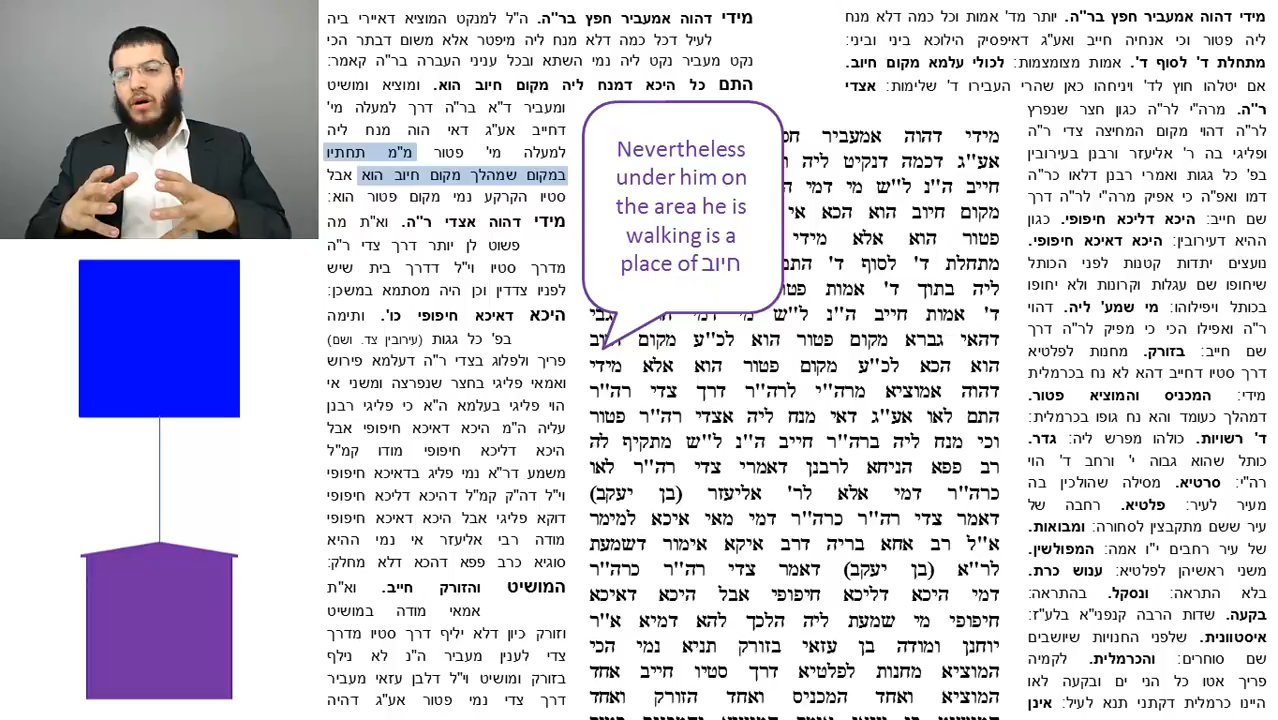 מידי דהוה אמעביר חפץ בר״ה. יותר מד׳ אמות וכל כמה דלא מנח
ליה פטור וכי אנחיה חייב ואע״ג דאיפסיק הילוכא ביני וביני:
מתחלת ד׳ לסוף ד׳. אמות מצומצמות: לכולי עלמא מקום חיוב.
אם יטלהו חוץ לד׳ ויניחהו כאן שהרי העבירו ד׳ שלימות: אצדי
ר״ה. מרה״י לר״ה כגון חצר שנפרץ
לר״ה דהוי מקום המחיצה צדי ר״ה
ופליגי בה ר׳ אליעזר ורבנן בעירובין
בפ׳ כל גגות ואמרי רבנן דלאו כר״ה
דמו ואפ״ה כי אפיק מרה״י לר״ה דרך
שם חייב: היכא דליכא חיפופי. כגון
ההיא דעירובין: היכא דאיכא חיפופי.
נועצים יתדות קטנות לפני הכותל
שיחופו שם עגלות וקרונות ולא יחופו
בכותל ויפילוהו: מי שמע׳ ליה. דהוי
ר״ה ואפילו הכי כי מפיק לר״ה דרך
שם חייב: בזורק. מחנות לפלטיא
דרך סטיו דחייב דהא לא נח בכרמלית
מידי: המכניס והמוציא פטור.
דמהלך כעומד והא נח גופו בכרמלית:
ד׳ רשויות. כולהו מפרש ליה: גדר.
כותל שהוא גבוה י׳ ורחב ד׳ הוי
רה״י: סרטיא. מסילה שהולכין בה
מעיר לעיר: פלטיא. רחבה של
עיר ששם מתקבצין לסחורה: ומבואות.
של עיר רחבים י״ו אמה: המפולשין.
משני ראשיהן לפלטיא: ענוש כרת.
בלא התראה: ונסקל. בהתראה:
בקעה. שדות הרבה קנפני״א בלע״ז:
איסטוונית. שלפני החנויות שיושבים
שם סוחרים: והכרמלית. לקמיה
פריך אטו כל הני ים ובקעה לאו
היינו כרמלית דקתני תנא לעיל: אינן
מידי דהוה אמעביר חפ
אע״ג דכמה דנקיט ליה
חייב ה״נ ל״ש מי דמי
מקום חיוב הוא הכא אי
פטור הוא אלא מידי
מתחלת ד׳ לסוף ד׳ התם
ליה בתוך ד׳ אמות פטו
ד׳ אמות חייב ה״נ ל״ש מי דמי גבי
דהאי גברא מקום פטור הוא לכ״ע מקום
הוא הכא לכ״ע מקום פטור הוא אלא מידי
דהוה אמוציא מרה״י לרה״ר דרך צדי רה״ר
התם לאו אע״ג דאי מנח ליה אצדי רה״ר פטור
וכי מנח ליה ברה״ר חייב ה״נ ל״ש מתקיף לה
רב פפא הניחא לרבנן דאמרי צדי רה״ר לאו
כרה״ר דמי אלא לר׳ אליעזר (בן יעקב)
דאמר צדי רה״ר כרה״ר דמי מאי איכא למימר
א״ל רב אחא בריה דרב איקא אימור דשמעת
לר״א (בן יעקב) דאמר צדי רה״ר כרה״ר
דמי היכא דליכא חיפופי אבל היכא דאיכא
חיפופי מי שמעת ליה הלכך להא דמיא א״ר
יוחנן ומודה בן עזאי בזורק תניא נמי הכי
המוציא מחנות לפלטיא דרך סטיו חייב אחד
המוציא ואחד המכניס ואחד הזורק ואחד
Nevertheless
under him on
the area he is
walking is a
place of חיוב
מידי דהוה אמעביר חפץ בר״ה. ה״ל למנקט המוציא דאיירי ביה
לעיל דכל כמה דלא מנח ליה מיפטר אלא משום דבתר הכי
נקט מעביר נקט ליה נמי השתא ובכל עניני העברה בר״ה קאמר:
התם כל היכא דמנח ליה מקום חיוב הוא. ומוציא ומושיט
ומעביר ד״א בר״ה דרך למעלה מי׳
דחייב אע״ג דאי הוה מנח ליה
למעלה מי׳ פטור מ״מ תחתיו
במקום שמהלך מקום חיוב הוא אבל
סטיו הקרקע נמי מקום פטור הוא:
מידי דהוה אצדי ר״ה. וא״ת מה
פשוט לן יותר דרך צדי ר״ה
מדרך סטיו וי״ל דדרך בית שיש
לפניו צדדין וכן היה מסתמא במשכן:
היכא דאיכא חיפופי כו׳. ותימה
בפ׳ כל גגות (עירובין צד. ושם)
פריך ולפלוג בצדי ר״ה דעלמא פירוש
ואמאי פליגי בחצר שנפרצה ומשני אי
הוי פליגי בעלמא ה״א כי פליגי רבנן
עליה ה״מ היכא דאיכא חיפופי אבל
היכא דליכא חיפופי מודו קמ״ל
משמע דר״א נמי פליג בדאיכא חיפופי
וי״ל דה״ק קמ״ל דהיכא דליכא חיפופי
דוקא פליגי אבל היכא דאיכא חיפופי
מודה רבי אליעזר אי נמי ההיא
סוגיא כרב פפא דהכא דלא מחלק:
המושיט והזורק חייב. וא״ת
אמאי מודה במושיט
וזורק כיון דלא יליף דרך סטיו מדרך
צדי לענין מעביר ה״נ לא נילף
בזורק ומושיט וי״ל דלבן עזאי מעביר
דרך צדי נמי פטור אע״ג דהיה